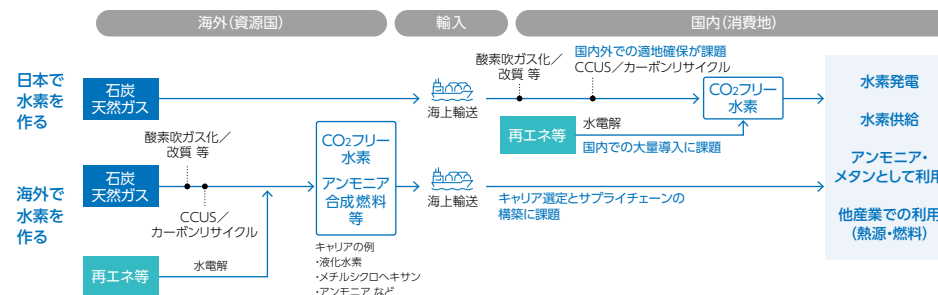 海外(資源国)
輸入
国内(消費地)
日本で
水素を
作る
石炭
天然ガス
海上輸送
酸素吹ガス化／
改質 等
国内外での適地確保が課題
CCUS／カーボンリサイクル
CO2フリー
水素
再エネ等
水電解
国内での大量導入に課題
海外で
水素を
作る
石炭
天然ガス
酸素吹ガス化／
改質 等
CCUS／
カーボンリサイクル
再エネ等
水電解
CO2フリー
水素
アンモニア
合成燃料
等
キャリアの例
・液化水素
・メチルシクロヘキサン
・アンモニア など
海上輸送
キャリア選定とサプライチェーンの
構築に課題
水素発電
水素供給
アンモニア・
メタンとして利用
他産業での利用
(熱源・燃料)